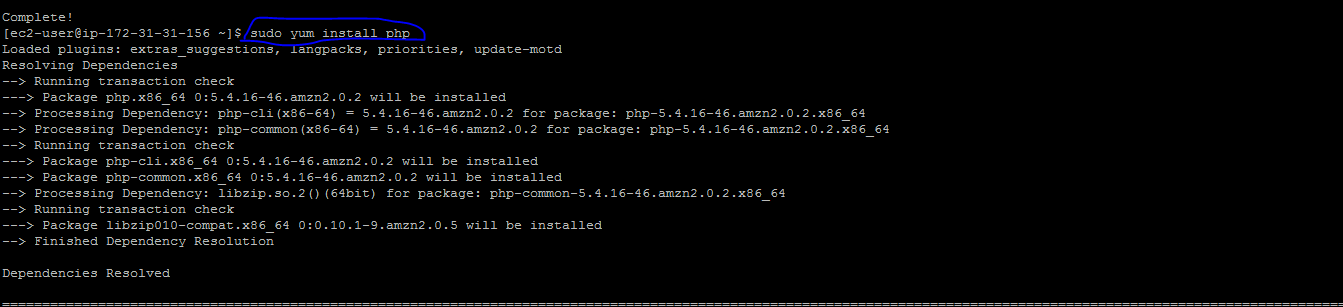 Complete!
[ec2-user@ip-172-31-31-156 ~]$ sudo yum install php
Loaded plugins: extras_suggestions, langpacks, priorities, update-motd
Resolving Dependencies
--> Running transaction check
---> Package php.x86_64 0:5.4.16-46.amzn2.0.2 will be installed
--> Processing Dependency: php-cli(x86-64) = 5.4.16-46.amzn2.0.2 for package: php-5.4.16-46.amzn2.0.2.x86_64
--> Processing Dependency: php-common(x86-64) = 5.4.16-46.amzn2.0.2 for package: php-5.4.16-46.amzn2.0.2.x86_64
--> Running transaction check
---> Package php-cli.x86_64 0:5.4.16-46.amzn2.0.2 will be installed
---> Package php-common.x86_64 0:5.4.16-46.amzn2.0.2 will be installed
--> Processing Dependency: libzip.so.2()(64bit) for package: php-common-5.4.16-46.amzn2.0.2.x86_64
--> Running transaction check
---> Package libzip010-compat.x86_64 0:0.10.1-9.amzn2.0.5 will be installed
--> Finished Dependency Resolution

Dependencies Resolved

================================================================================